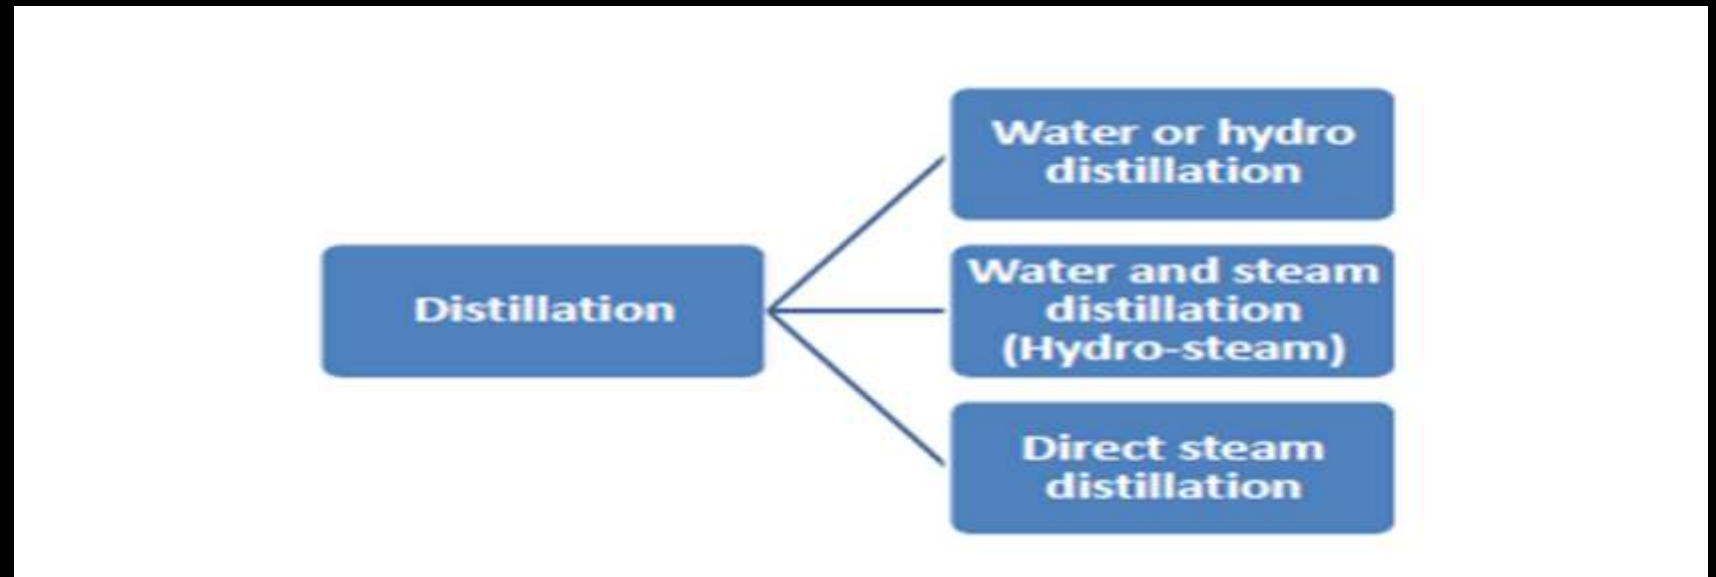 Distillation
Water or hydro
distillation
Water and steam
distillation
(Hydro-steam)
Direct steam
distillation